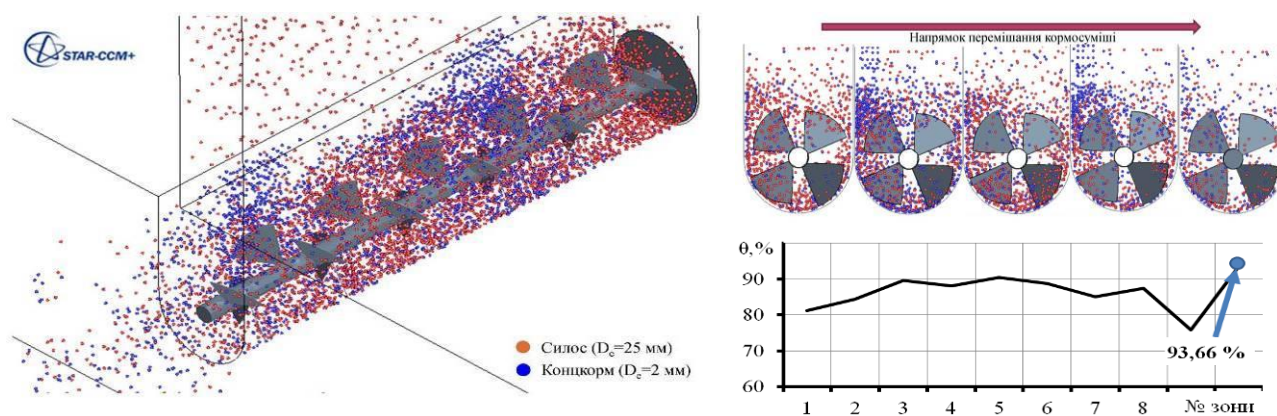 STAR-CCM+
Силос (Dе=25 мм)
Концкорм (Dе=2 мм)
Напрямок перемішання кормосуміші
θ,%
90
80
70
60
93,66 %
1 2 3 4 5 6 7 8 № зони